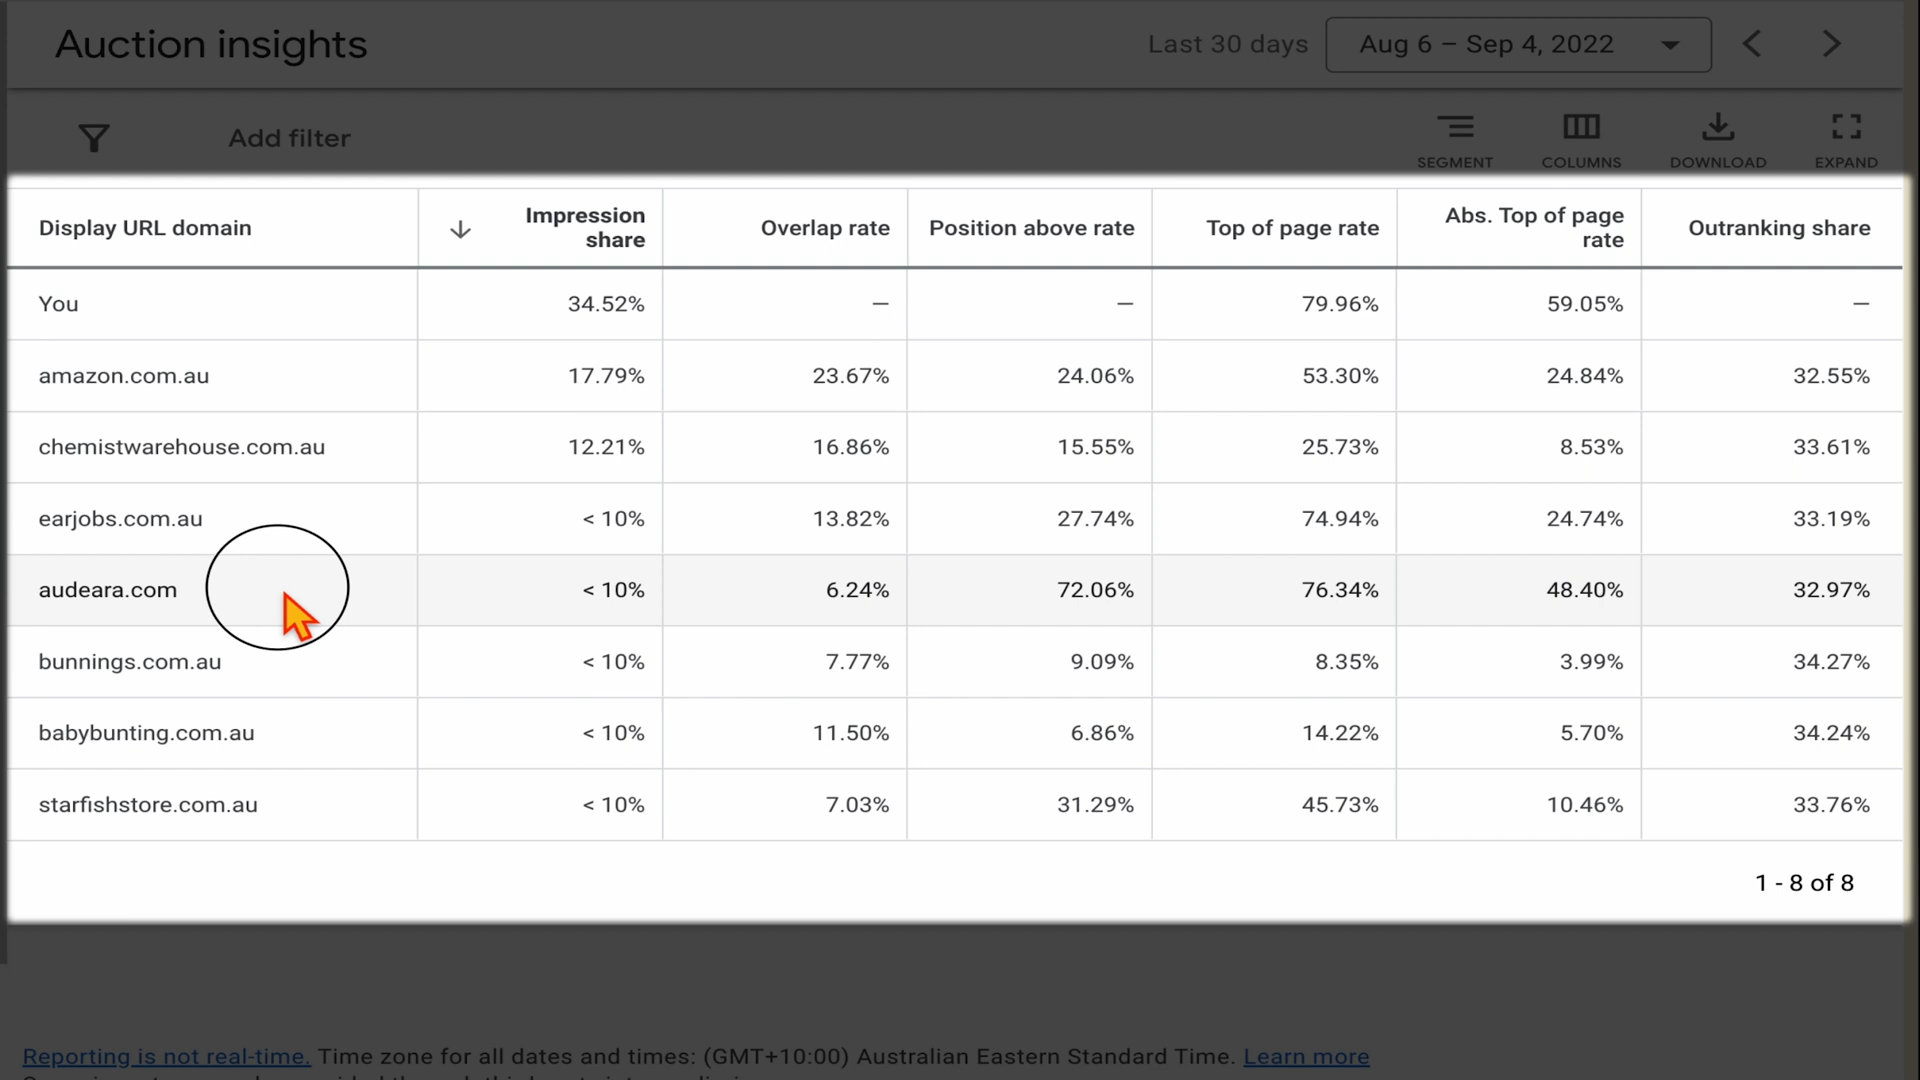 Auction insights
Last 30 days Aug 6 – Sep 4, 2022
Add filter
SEGMENT COLUMNS DOWNLOAD EXPAND
Display URL domain Impression share Overlap rate Position above rate Top of page rate Abs. Top of page rate Outranking share
You 34.52% — — 79.96% 59.05% —
amazon.com.au 17.79% 23.67% 24.06% 53.30% 24.84% 32.55%
chemistwarehouse.com.au 12.21% 16.86% 15.55% 25.73% 8.53% 33.61%
earjobs.com.au < 10% 13.82% 27.74% 74.94% 24.74% 33.19%
audeara.com < 10% 6.24% 72.06% 76.34% 48.40% 32.97%
bunnings.com.au < 10% 7.77% 9.09% 8.35% 3.99% 34.27%
babybunting.com.au < 10% 11.50% 6.86% 14.22% 5.70% 34.24%
starfishstore.com.au < 10% 7.03% 31.29% 45.73% 10.46% 33.76%
1 - 8 of 8
Reporting is not real-time. Time zone for all dates and times: (GMT+10:00) Australian Eastern Standard Time. Learn more